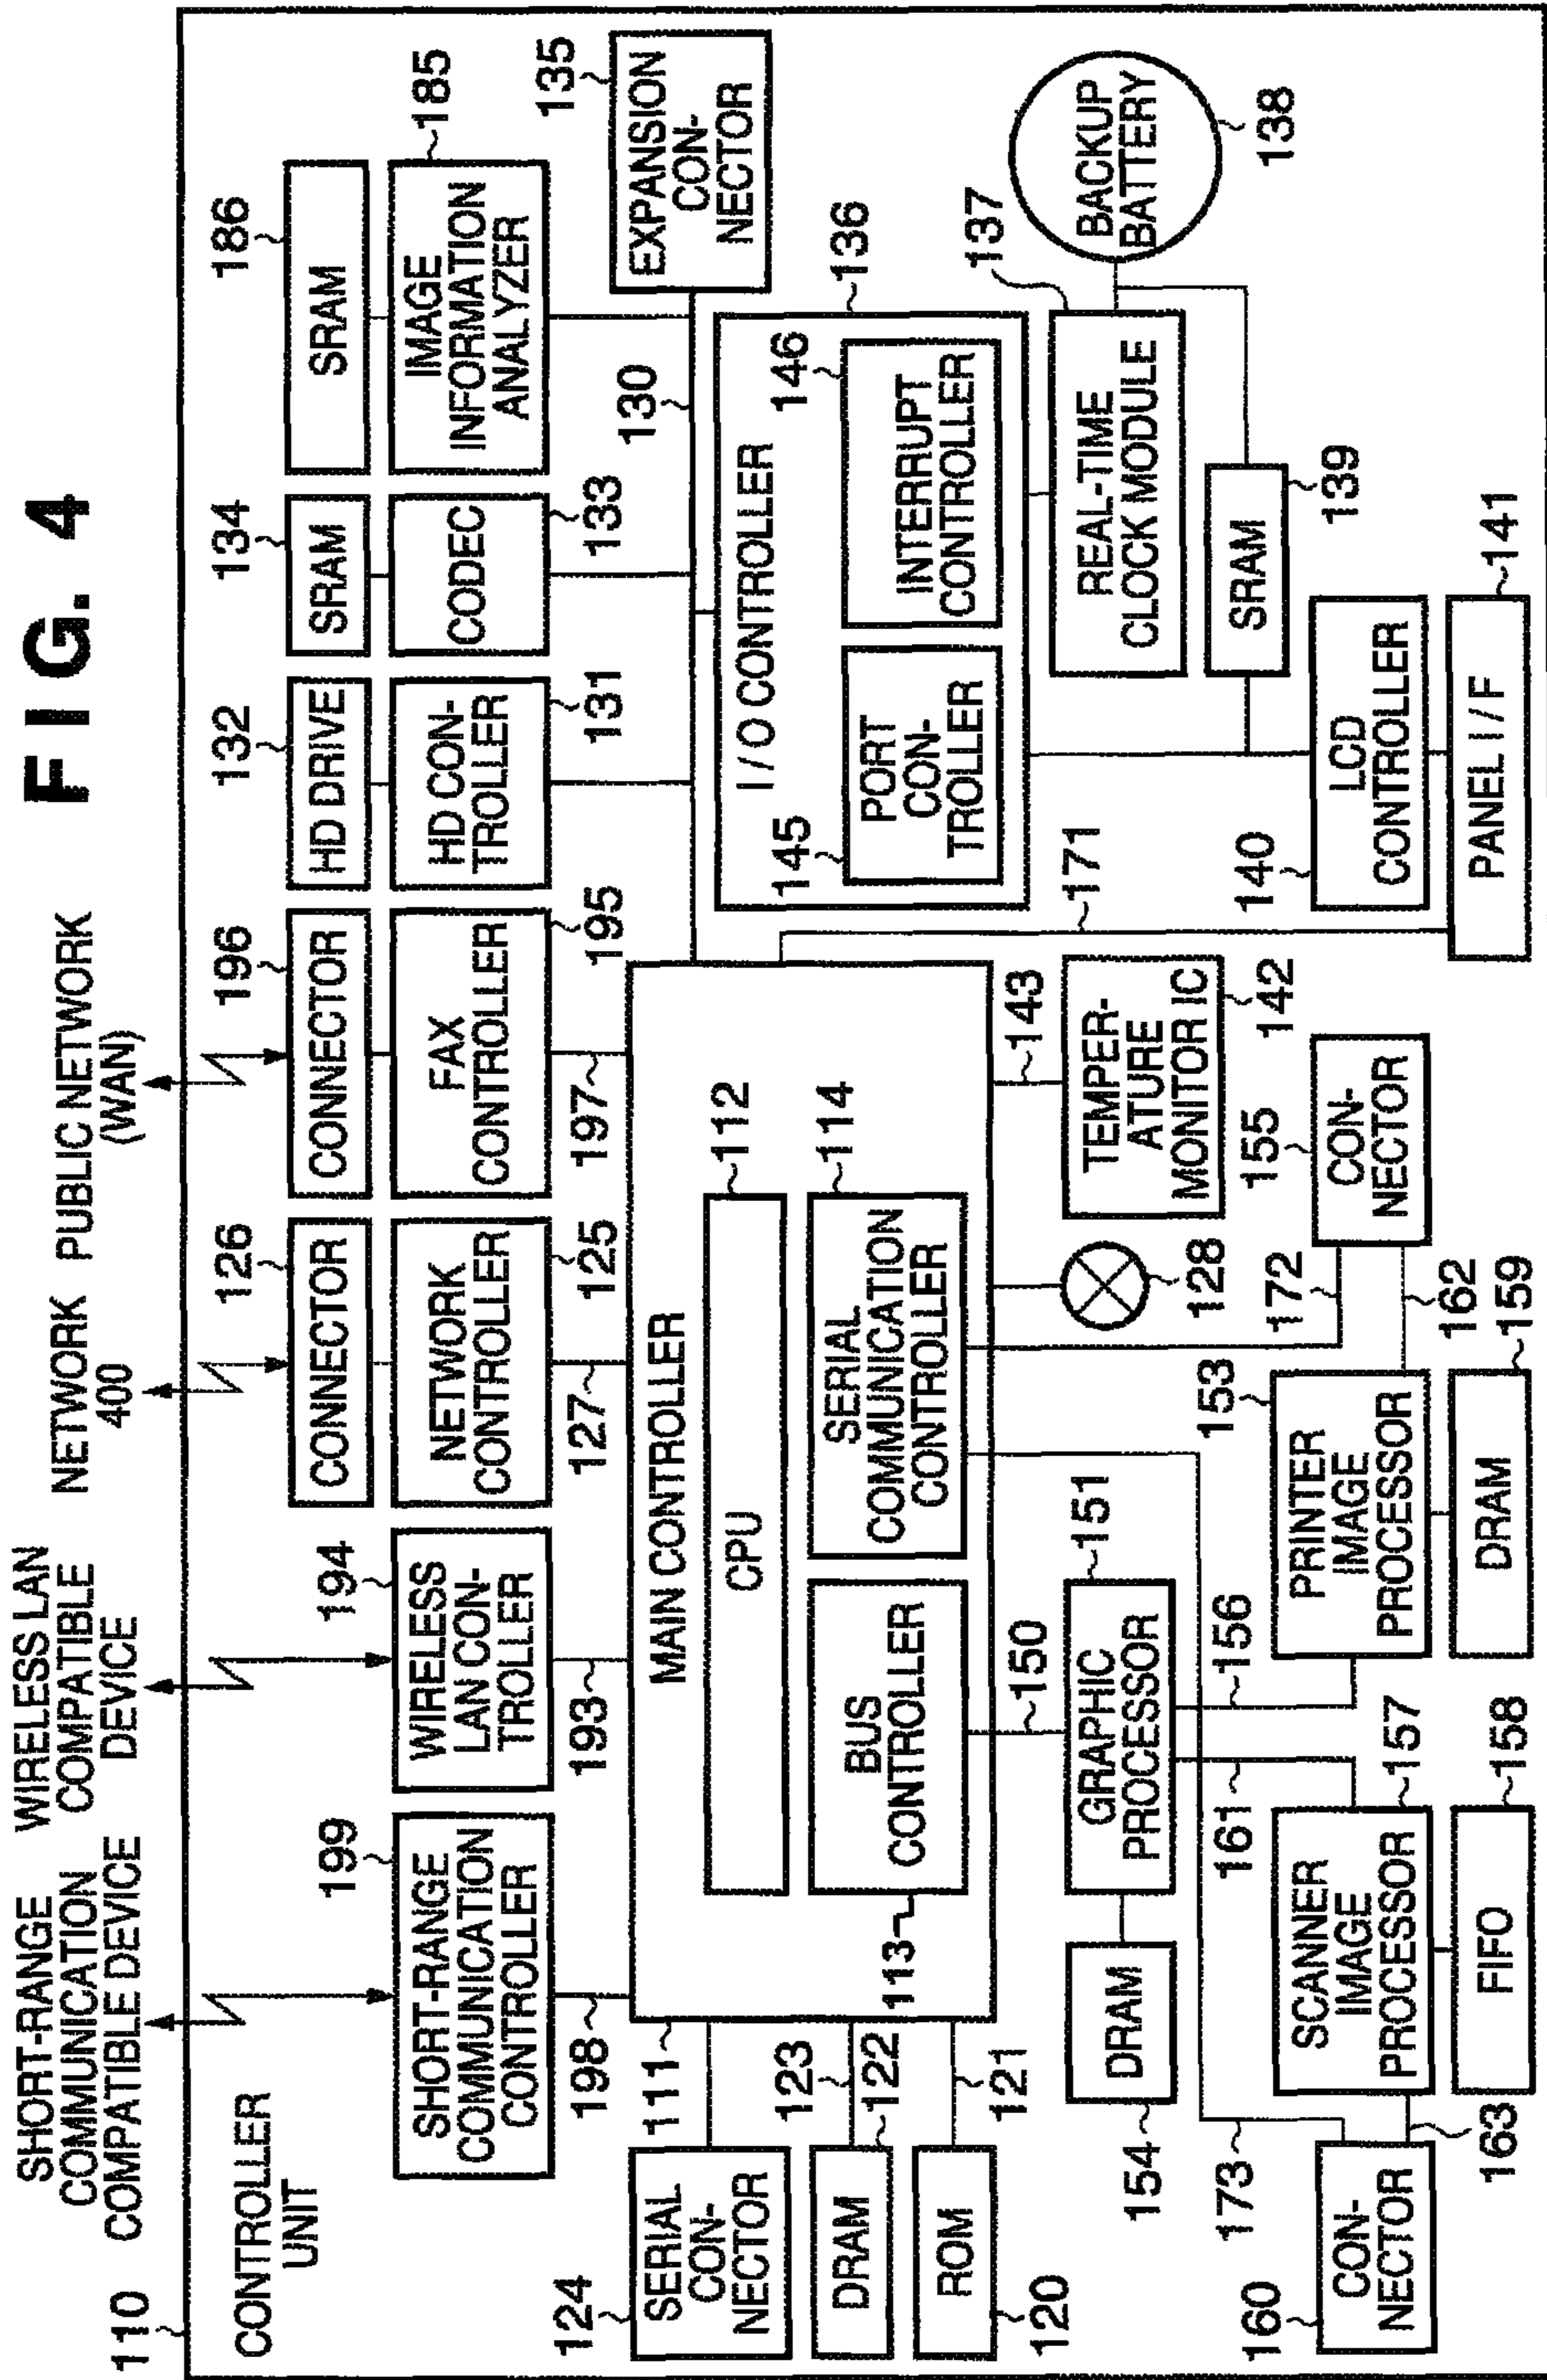 FIG. 4
SHORT-RANGE
COMMUNICATION
COMPATIBLE DEVICE
WIRELESS LAN
COMPATIBLE
DEVICE
NETWORK
400
PUBLIC NETWORK
(WAN)
110
CONTROLLER
UNIT
199
SHORT-RANGE
COMMUNICATION
CONTROLLER
198
194
WIRELESS
LAN CON-
TROLLER
193
126
CONNECTOR
NETWORK
CONTROLLER
125
127
196
CONNECTOR
FAX
CONTROLLER
195
197
132
HD DRIVE
HD CON-
TROLLER
131
134
SRAM
CODEC
133
186
SRAM
IMAGE
INFORMATION
ANALYZER
185
130
EXPANSION
CON-
NECTOR
135
124
SERIAL
CON-
NECTOR
111
123
DRAM
122
ROM
121
120
MAIN CONTROLLER
CPU
112
BUS
CONTROLLER
113
SERIAL
COMMUNICATION
CONTROLLER
114
I/O CONTROLLER
136
145
PORT
CON-
TROLLER
146
INTERRUPT
CONTROLLER
137
REAL-TIME
CLOCK MODULE
BACKUP
BATTERY
138
SRAM
139
140
LCD
CONTROLLER
PANEL I/F
141
171
143
TEMPER-
ATURE
MONITOR IC
142
128
150
GRAPHIC
PROCESSOR
151
DRAM
154
156
161
172
155
CON-
NECTOR
162
153
PRINTER
IMAGE
PROCESSOR
DRAM
159
SCANNER
IMAGE
PROCESSOR
157
FIFO
158
173
160
CON-
NECTOR
163